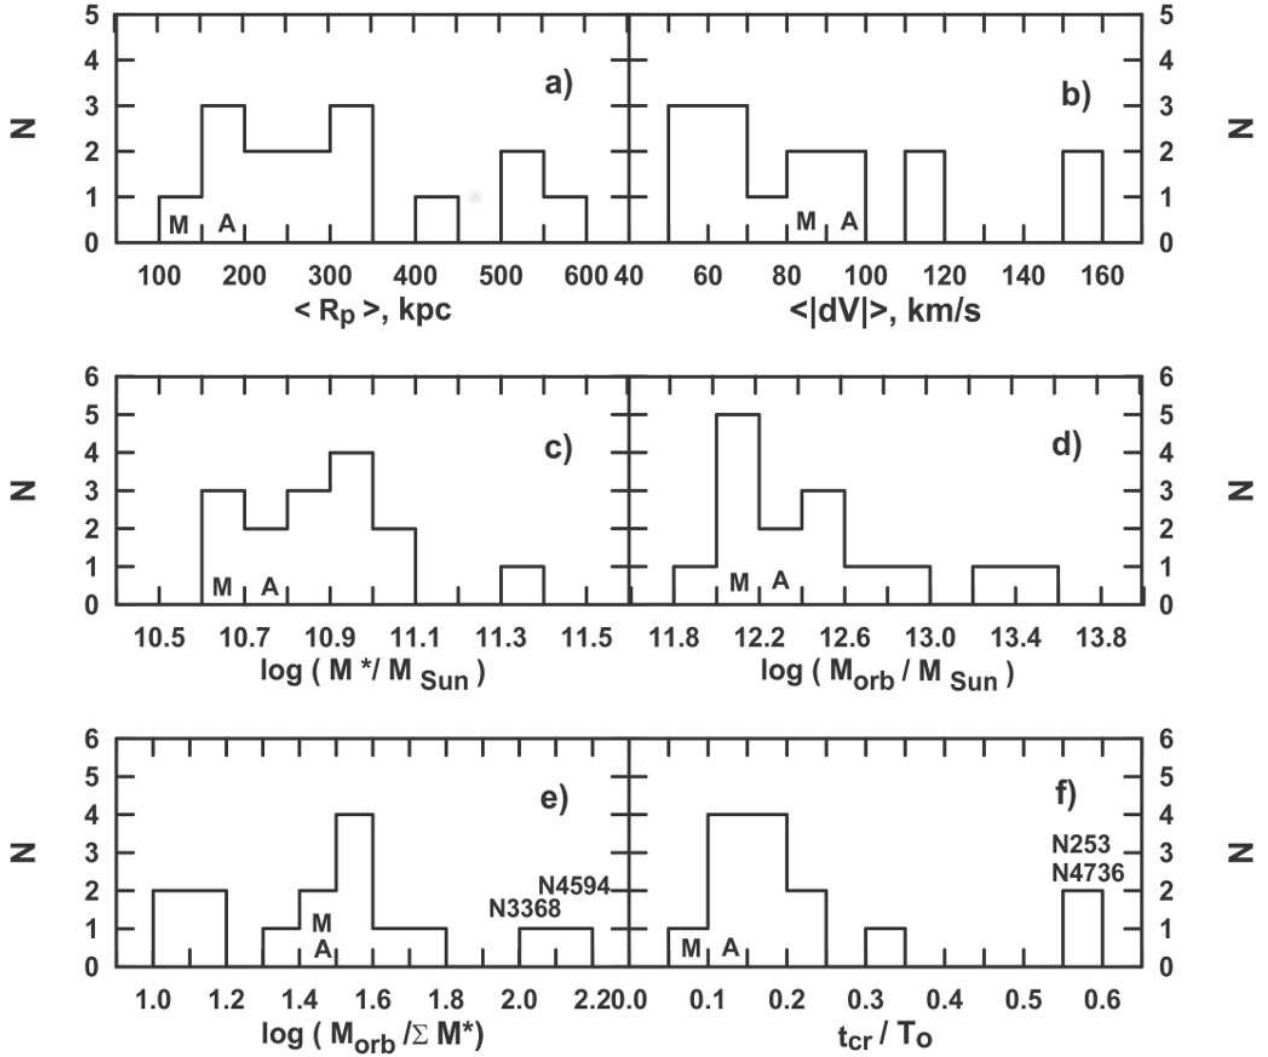 5 5
4 a) b) 4
N 3 3 N
2 2
1 1
M A M A
0 0
100 200 300 400 500 600 40 60 80 100 120 140 160
< Rp >, kpc <|dV|>, km/s
6 6
5 5
4 c) d) 4
N 3 3 N
2 2
1 1
M A M A
0 0
10.5 10.7 10.9 11.1 11.3 11.5 11.8 12.2 12.6 13.0 13.4 13.8
log ( M */ M Sun ) log ( Morb / M Sun )
6 6
5 5
e) f)
4 4
N253
N 3 3 N
N4736
2 N4594 2
N3368
1 M 1
A M A
0 0
1.0 1.2 1.4 1.6 1.8 2.0 2.20.0 0.1 0.2 0.3 0.4 0.5 0.6
log ( Morb /Σ M*) tcr / To